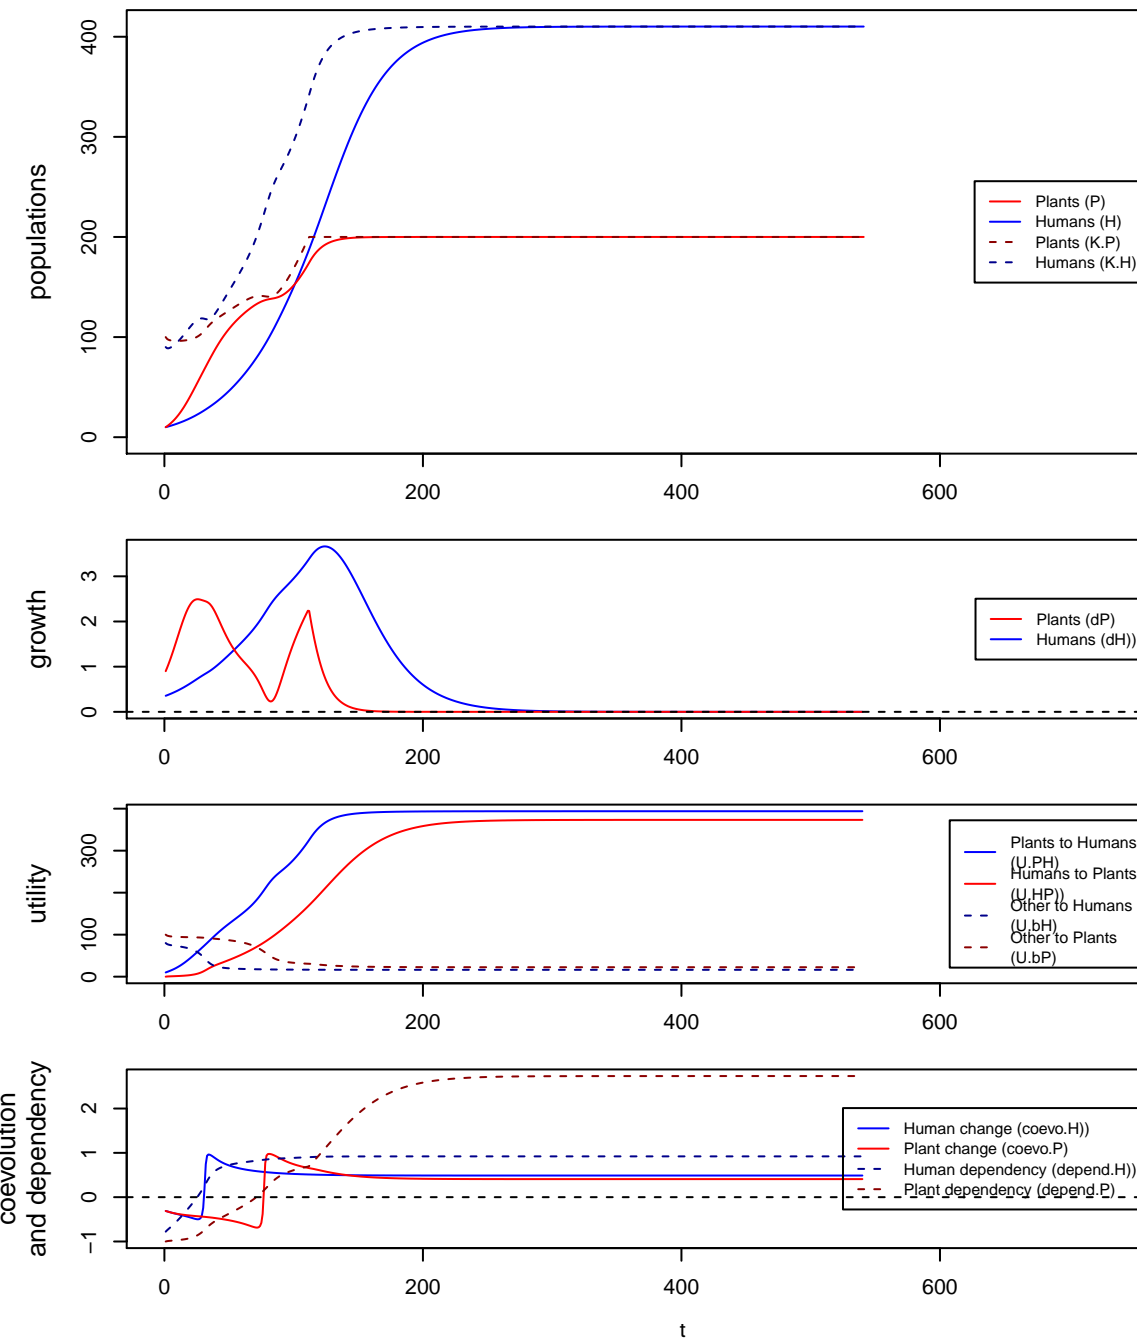 populations
400
300
200
100
0
Plants (P)
Humans (H)
Plants (K.P)
Humans (K.H)
0
200
400
600
growth
3
2
1
0
Plants (dP)
Humans (dH))
0
200
400
600
utility
300
100
0
Plants to Humans
(U.PH)
Humans to Plants
(U.HP))
Other to Humans
(U.bH)
Other to Plants
(U.bP)
0
200
400
600
coevolution
and dependency
2
1
0
−1
Human change (coevo.H))
Plant change (coevo.P)
Human dependency (depend.H))
Plant dependency (depend.P)
0
200
400
600
t